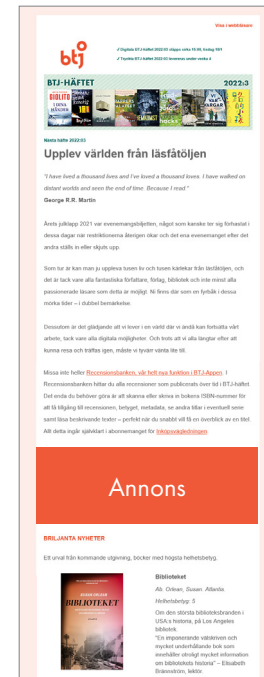 Visa i webbläsaren
btj
✓ Digitala BTJ-häftet 2022:03 släpps
✓ Tryckta BTJ-häftet 2022:03 levereras under vecka 4
BTJ-HÄFTET 2022:3
GIOLITO
I DINA
HÄNDER
VARGAR
Nästa häfte 2022:03
Upplev världen från läsfåtöljen
"I have lived a thousand lives and I've loved a thousand loves. I have walked on
distant worlds and seen the end of time. Because I read."
George R.R. Martin
Årets julklapp 2021 var evenemangsbiljetten, något som kanske ter sig förhastat i
dessa dagar när restriktionerna återigen ökar och det ena evenemanget efter det
andra ställs in eller skjuts upp.
Som tur är kan man ju uppleva tusen liv och tusen kärlekar från läsfåtöljen, och
det är tack vare alla fantastiska författare, förlag, bibliotek och inte minst alla
passionerade läsare som detta är möjligt. Ni finns där som en fyrbåk i dessa
mörka tider – i dubbel bemärkelse.
Dessutom är det glädjande att vi lever i en värld där vi ändå kan fortsätta vårt
arbete, tack vare alla digitala möjligheter. Och trots att vi alla längtar efter att
kunna resa och träffas igen, måste vi tyvärr vänta lite till.
Missa inte heller Recensionsbanken, vår helt nya funktion i BTJ-Appen. I
Recensionsbanken hittar du alla recensioner som publicerats över tid i BTJ-häftet.
Det enda du behöver göra är att skanna eller skriva in bokens ISBN-nummer för
att få tillgång till recensionen, betyget, metadata, se andra titlar i eventuell serie
samt läsa beskrivande texter – perfekt när du snabbt vill få en överblick av en titel.
Allt detta ingår självklart i abonnemanget för Inköpsvägledningen.
Annons
BRILJANTA NYHETER
Ett urval från kommande utgivning, böcker med högsta helhetsbetyg.
SUSAN ORLEAN
BIBLIOTEKET
Biblioteket
Ab. Orlean, Susan. Atlantis.
Helhetsbetyg: 5.
Om den största biblioteksbranden i
USA:s historia, på Los Angeles
bibliotek.
"En imponerande välskriven och
mycket underhållande bok som
innehåller otroligt mycket information
om bibliotekets historia" – Elisabeth
Brännström, lektör